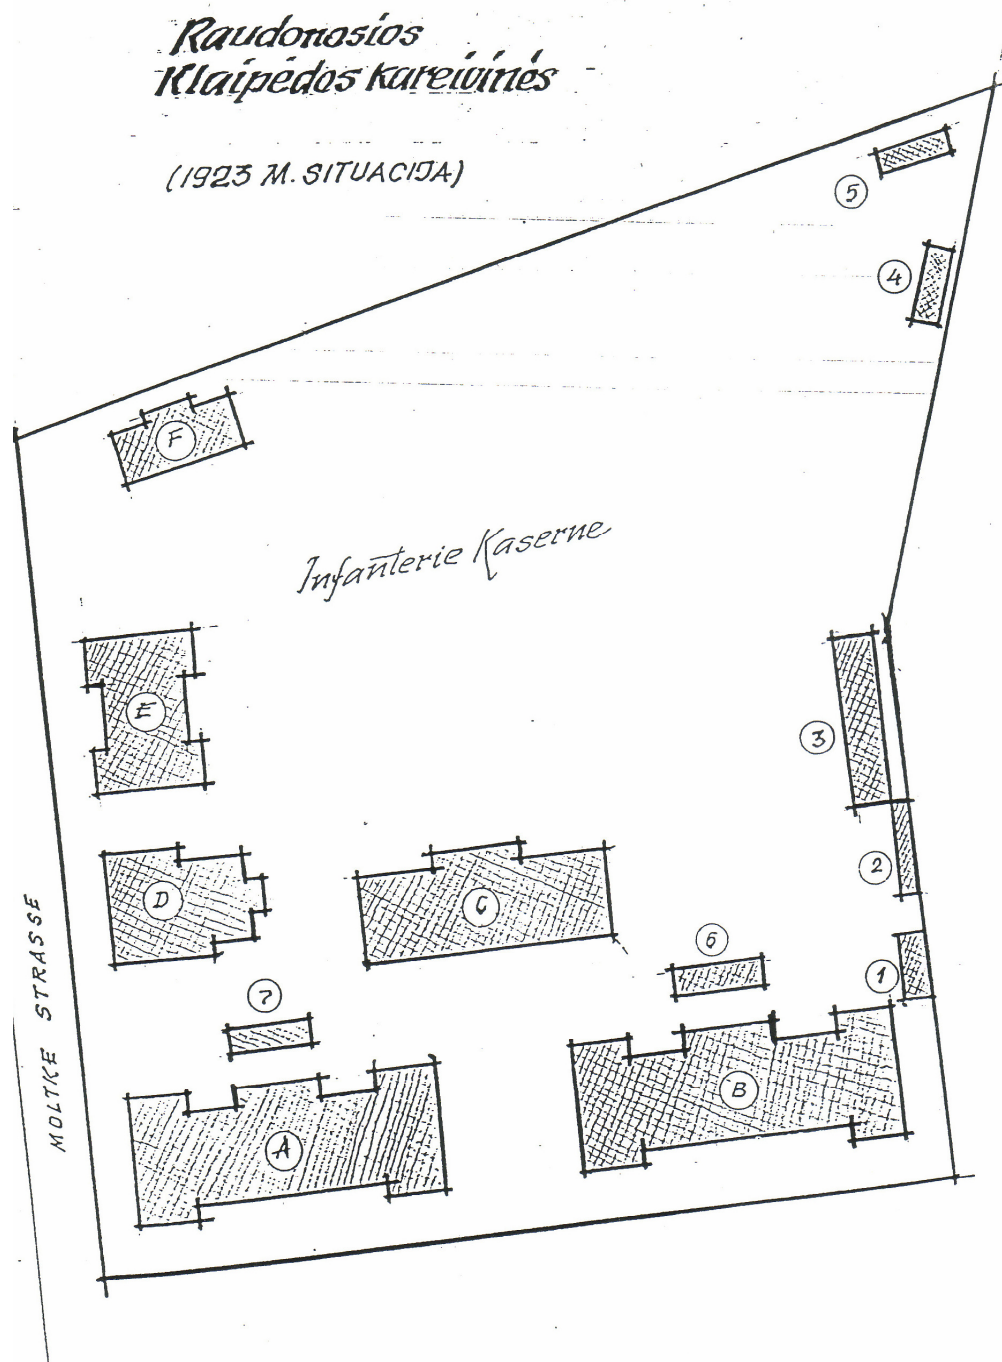 Raudonosios
Klaipėdos kareivinės
(1923 M. SITUACIJA)
5
4
F
Infanterie Kaserne
E
3
D
C
2
6
1
7
B
A
MOLTKE STRASSE